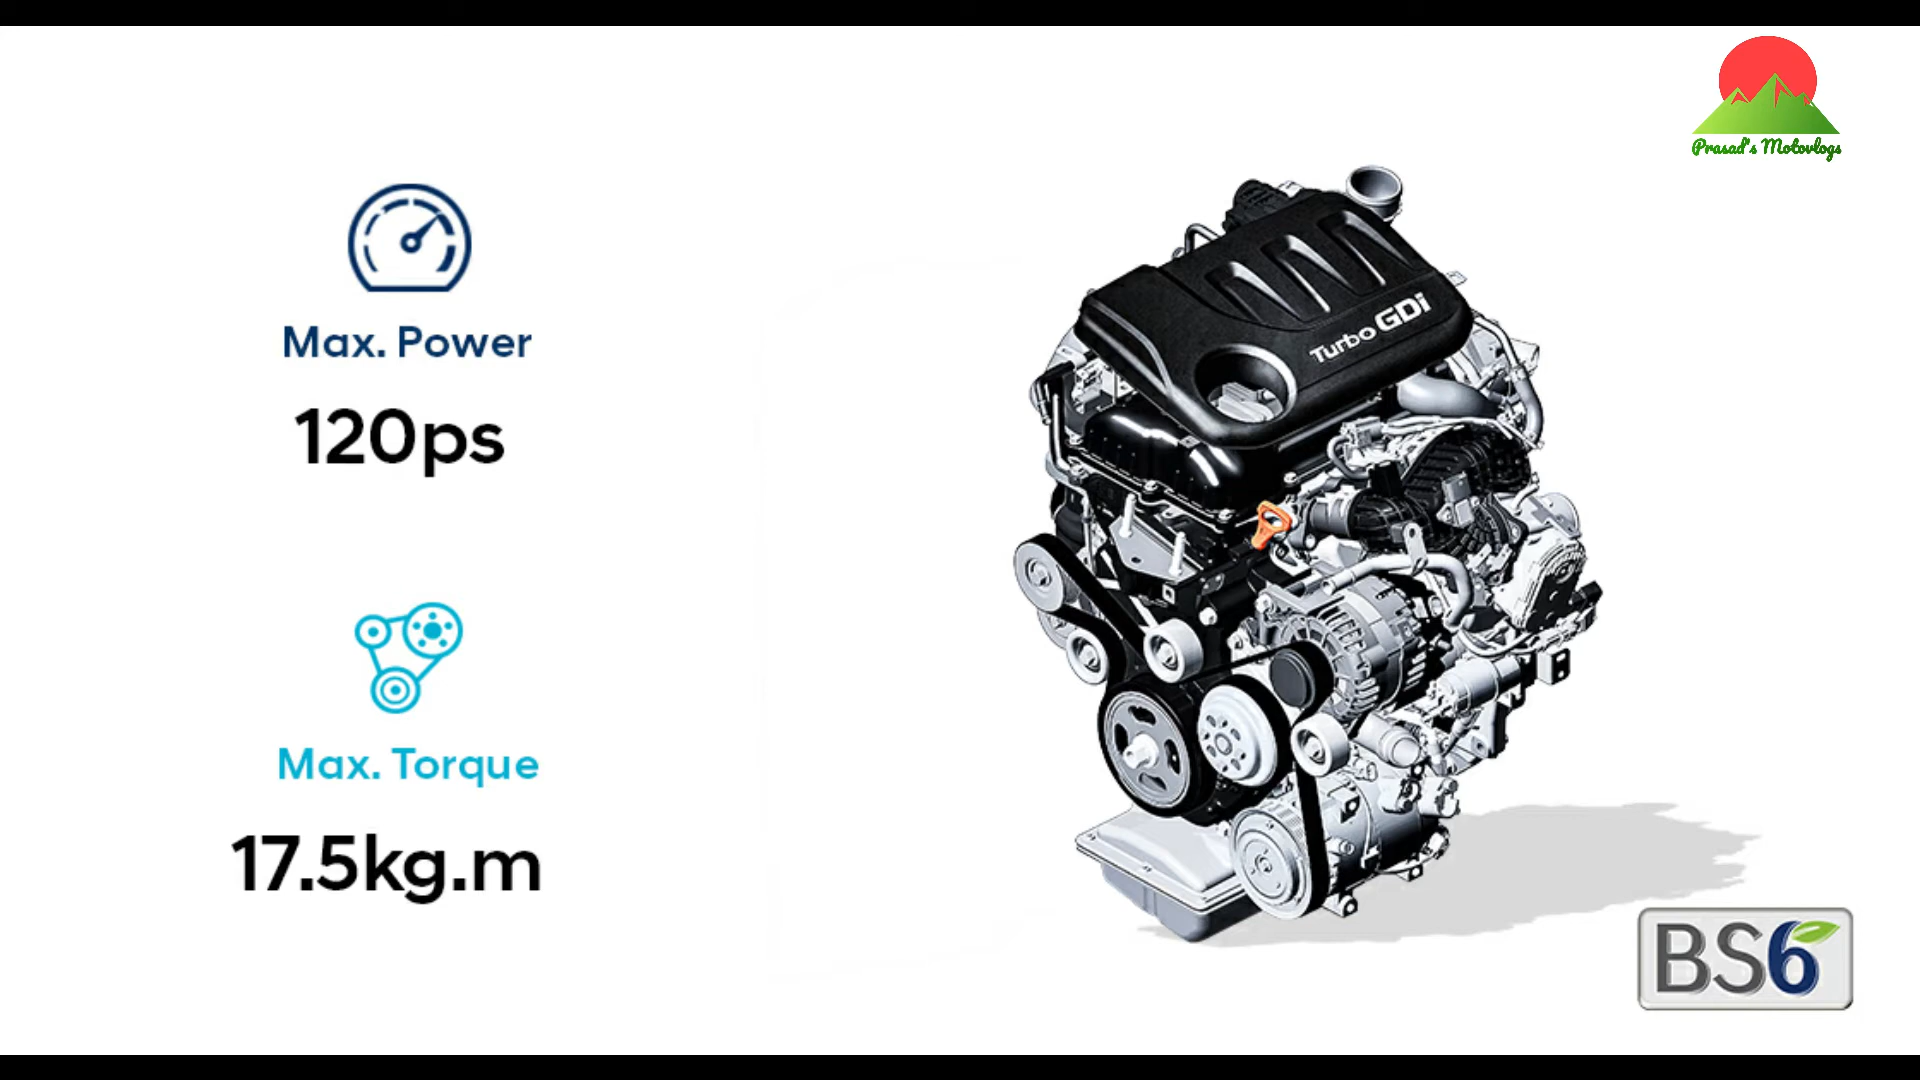 Prasad's Motovlogs
Max. Power
120ps
Turbo GDi
Max. Torque
17.5kg.m
BS6